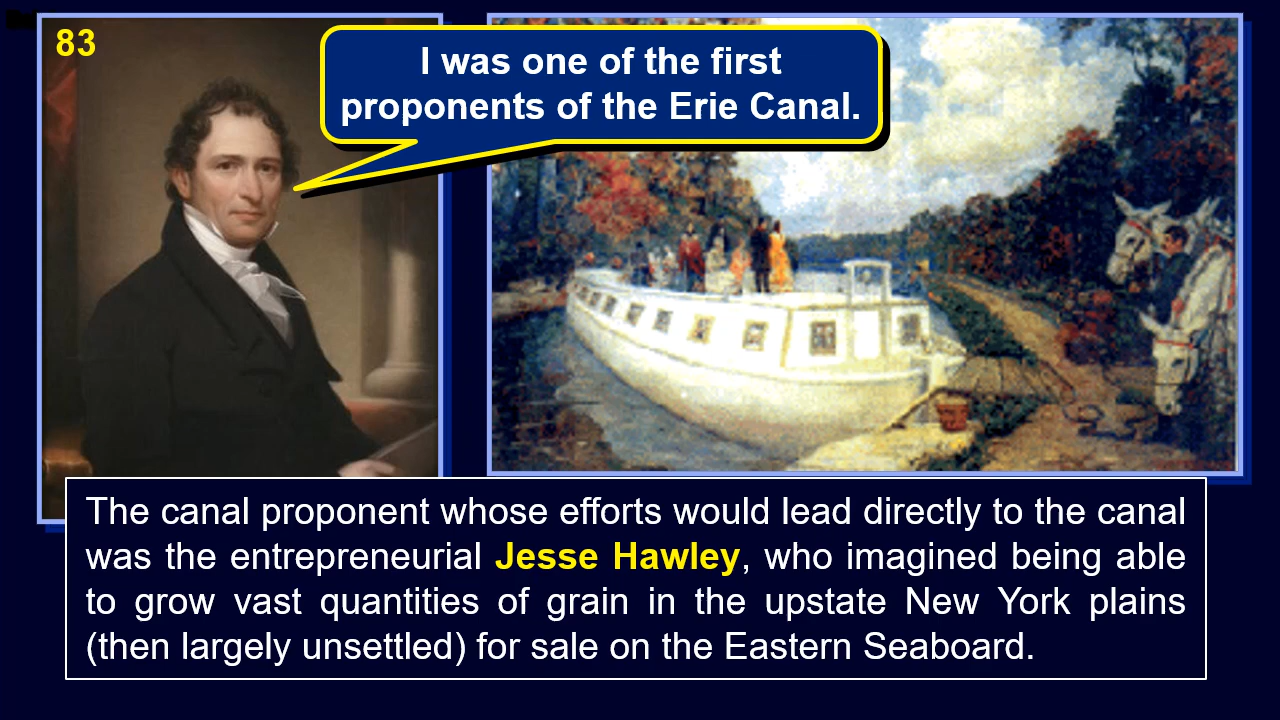 83
I was one of the first
proponents of the Erie Canal.
The canal proponent whose efforts would lead directly to the canal
was the entrepreneurial Jesse Hawley, who imagined being able
to grow vast quantities of grain in the upstate New York plains
(then largely unsettled) for sale on the Eastern Seaboard.